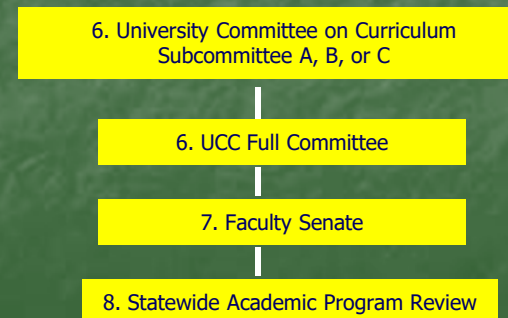 6. University Committee on Curriculum
Subcommittee A, B, or C
6. UCC Full Committee
7. Faculty Senate
8. Statewide Academic Program Review